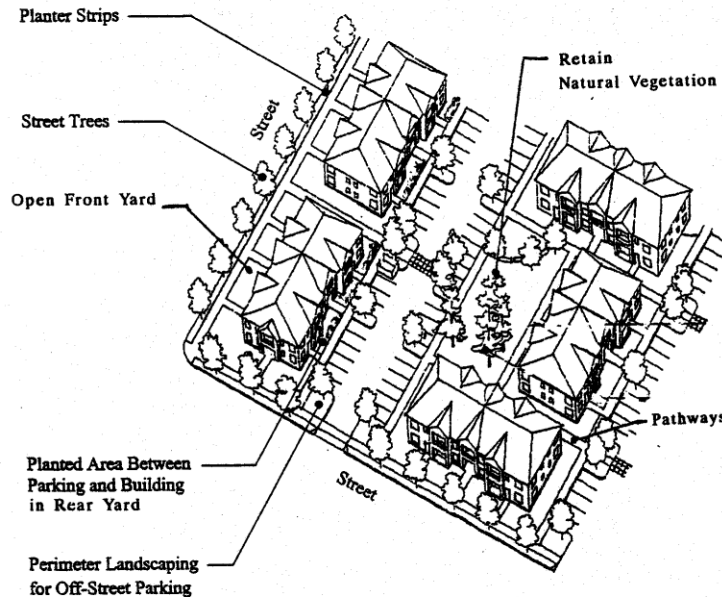 Planter Strips
Retain
Natural Vegetation
Street
Street Trees
Open Front Yard
Pathways
Planted Area Between
Parking and Building
in Rear Yard
Street
Perimeter Landscaping
for Off-Street Parking